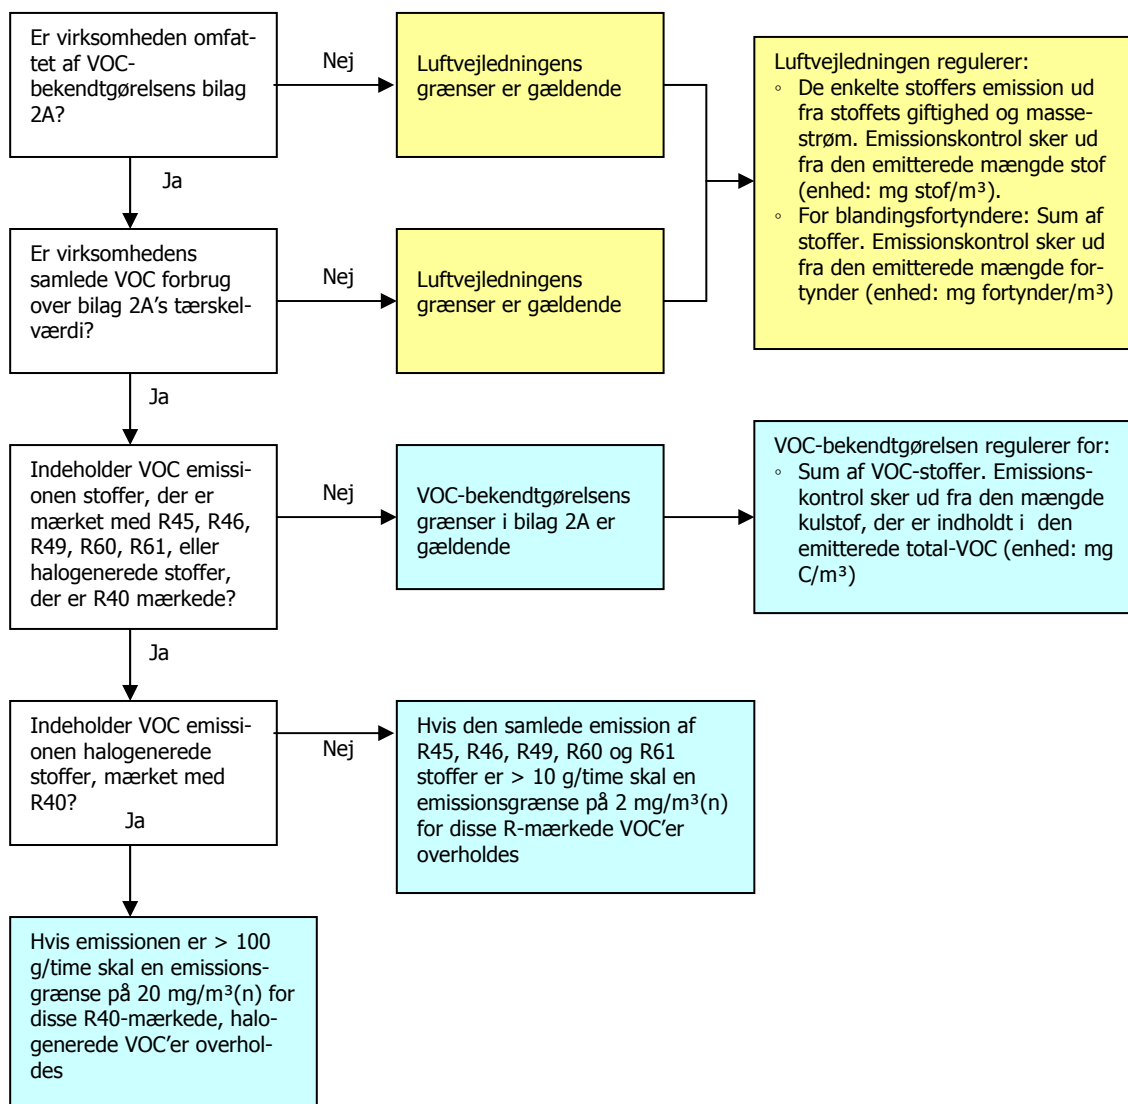 Er virksomheden omfat-
tet af VOC-
bekendtgørelsens bilag
2A?
Nej
Luftvejledningens
grænser er gældende
Luftvejledningen regulerer:
◦ De enkelte stoffers emission ud
fra stoffets giftighed og masse-
strøm. Emissionskontrol sker ud
fra den emitterede mængde stof
(enhed: mg stof/m³).
◦ For blandingsfortyndere: Sum af
stoffer. Emissionskontrol sker ud
fra den emitterede mængde for-
tynder (enhed: mg fortynder/m³)
Ja
Er virksomhedens
samlede VOC forbrug
over bilag 2A’s tærskel-
værdi?
Nej
Luftvejledningens
grænser er gældende
Ja
Indeholder VOC emissi-
onen stoffer, der er
mærket med R45, R46,
R49, R60, R61, eller
halogenerede stoffer,
der er R40 mærkede?
Nej
VOC-bekendtgørelsens
grænser i bilag 2A er
gældende
VOC-bekendtgørelsen regulerer for:
◦ Sum af VOC-stoffer. Emissions-
kontrol sker ud fra den mængde
kulstof, der er indholdt i den
emitterede total-VOC (enhed: mg
C/m³)
Ja
Indeholder VOC emissi-
onen halogenerede
stoffer, mærket med
R40?
Ja
Nej
Hvis den samlede emission af
R45, R46, R49, R60 og R61
stoffer er > 10 g/time skal en
emissionsgrænse på 2 mg/m³(n)
for disse R-mærkede VOC’er
overholdes
Hvis emissionen er > 100
g/time skal en emissions-
grænse på 20 mg/m³(n) for
disse R40-mærkede, halo-
generede VOC’er overhol-
des